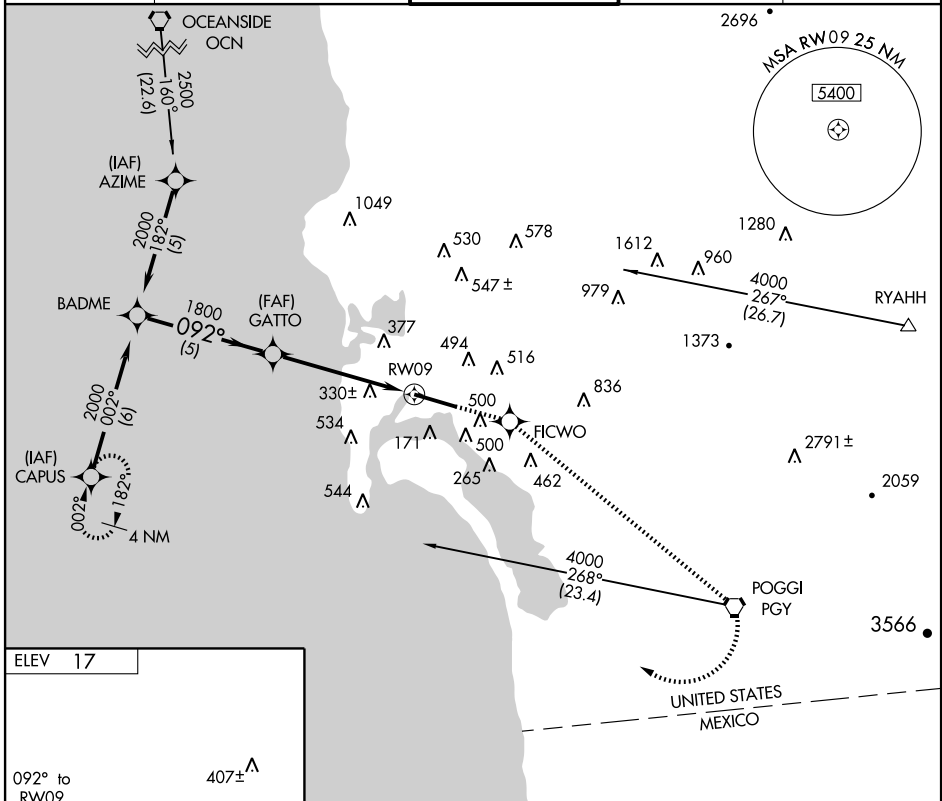 OCEANSIDE
OCN
2696
MSA RW09 25 NM
5400
2500
160°
(22.6)
(IAF)
AZIME
1049
530
578
547 ±
1612
960
1280
979
4000
267°
(26.7)
RYAHH
2000
182°
(5)
BADME
1800
092°
(5)
(FAF)
GATTO
377
494
516
1373
RW09
330±
500
836
FICWO
534
171
500
265
462
2791 ±
2059
544
2000
002°
(6)
(IAF)
CAPUS
002°
182°
4 NM
4000
268°
(23.4)
POGGI
PGY
3566
UNITED STATES
MEXICO
ELEV 17
092° to
RW09
407±